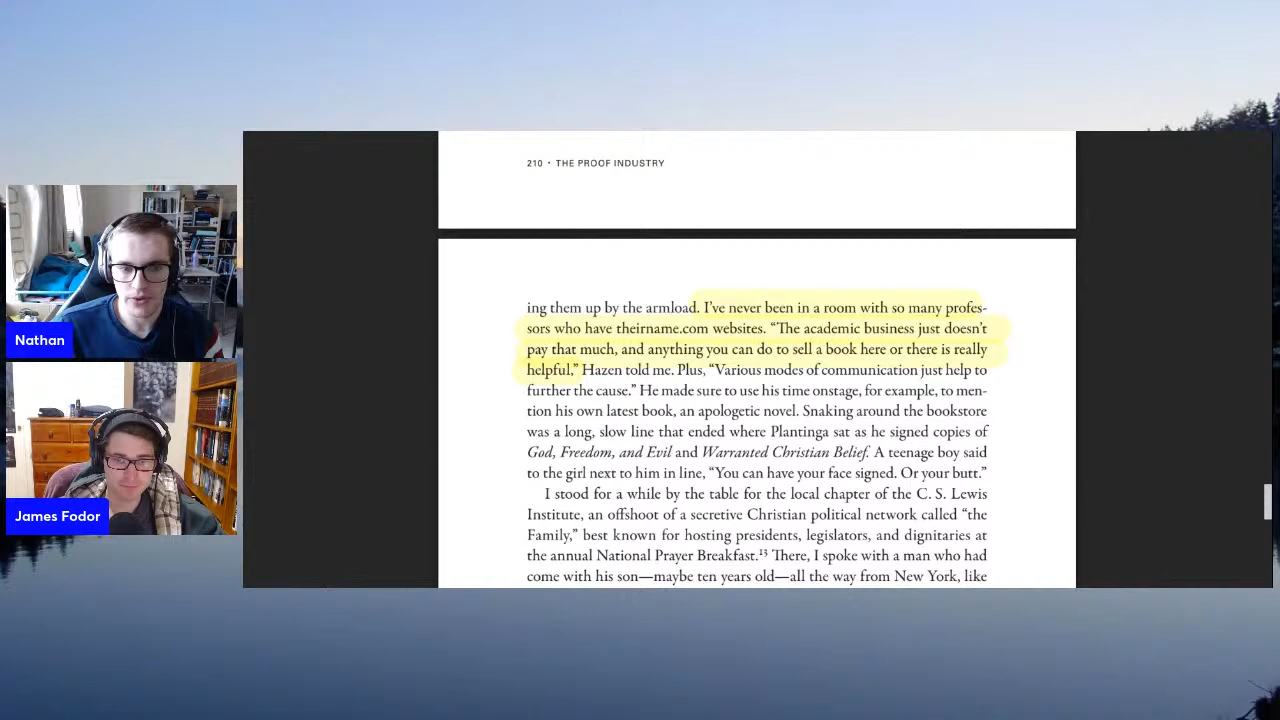 210 • THE PROOF INDUSTRY
ing them up by the armload. I’ve never been in a room with so many profes-
sors who have theirname.com websites. “The academic business just doesn’t
pay that much, and anything you can do to sell a book here or there is really
helpful,” Hazen told me. Plus, “Various modes of communication just help to
further the cause.” He made sure to use his time onstage, for example, to men-
tion his own latest book, an apologetic novel. Snaking around the bookstore
was a long, slow line that ended where Plantinga sat as he signed copies of
God, Freedom, and Evil and Warranted Christian Belief. A teenage boy said
to the girl next to him in line, “You can have your face signed. Or your butt.”
I stood for a while by the table for the local chapter of the C. S. Lewis
Institute, an offshoot of a secretive Christian political network called “the
Family,” best known for hosting presidents, legislators, and dignitaries at
the annual National Prayer Breakfast.¹³ There, I spoke with a man who had
come with his son—maybe ten years old—all the way from New York, like
Nathan
James Fodor